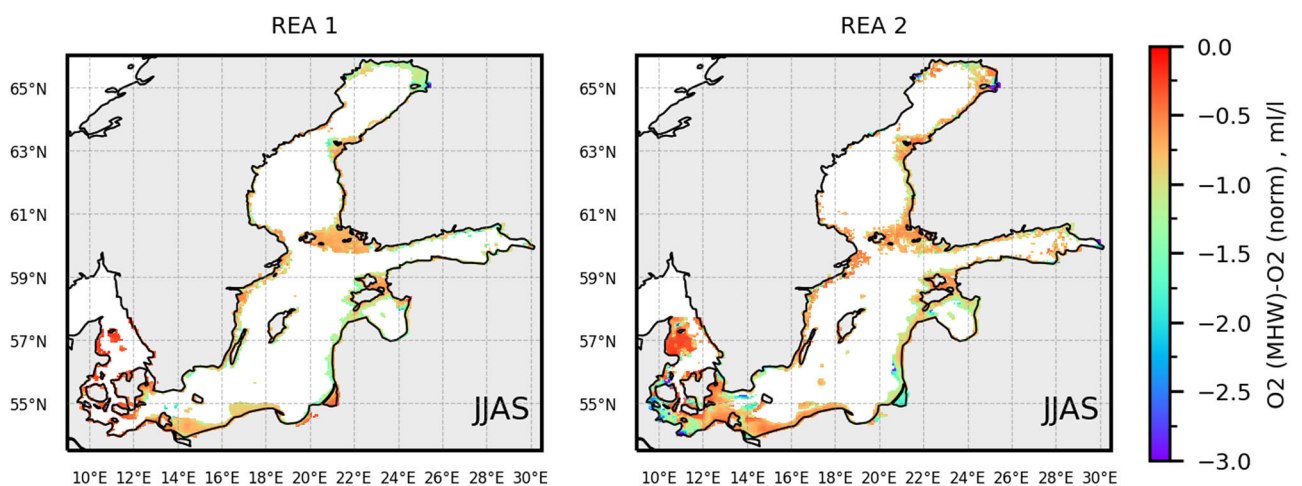 REA 1
REA 2
65°N
63°N
61°N
59°N
57°N
55°N
JJAS
10°E 12°E 14°E 16°E 18°E 20°E 22°E 24°E 26°E 28°E 30°E
65°N
63°N
61°N
59°N
57°N
55°N
JJAS
10°E 12°E 14°E 16°E 18°E 20°E 22°E 24°E 26°E 28°E 30°E
0.0
−0.5
−1.0
−1.5
−2.0
−2.5
−3.0
O2 (MHW)-O2 (norm) , ml/l